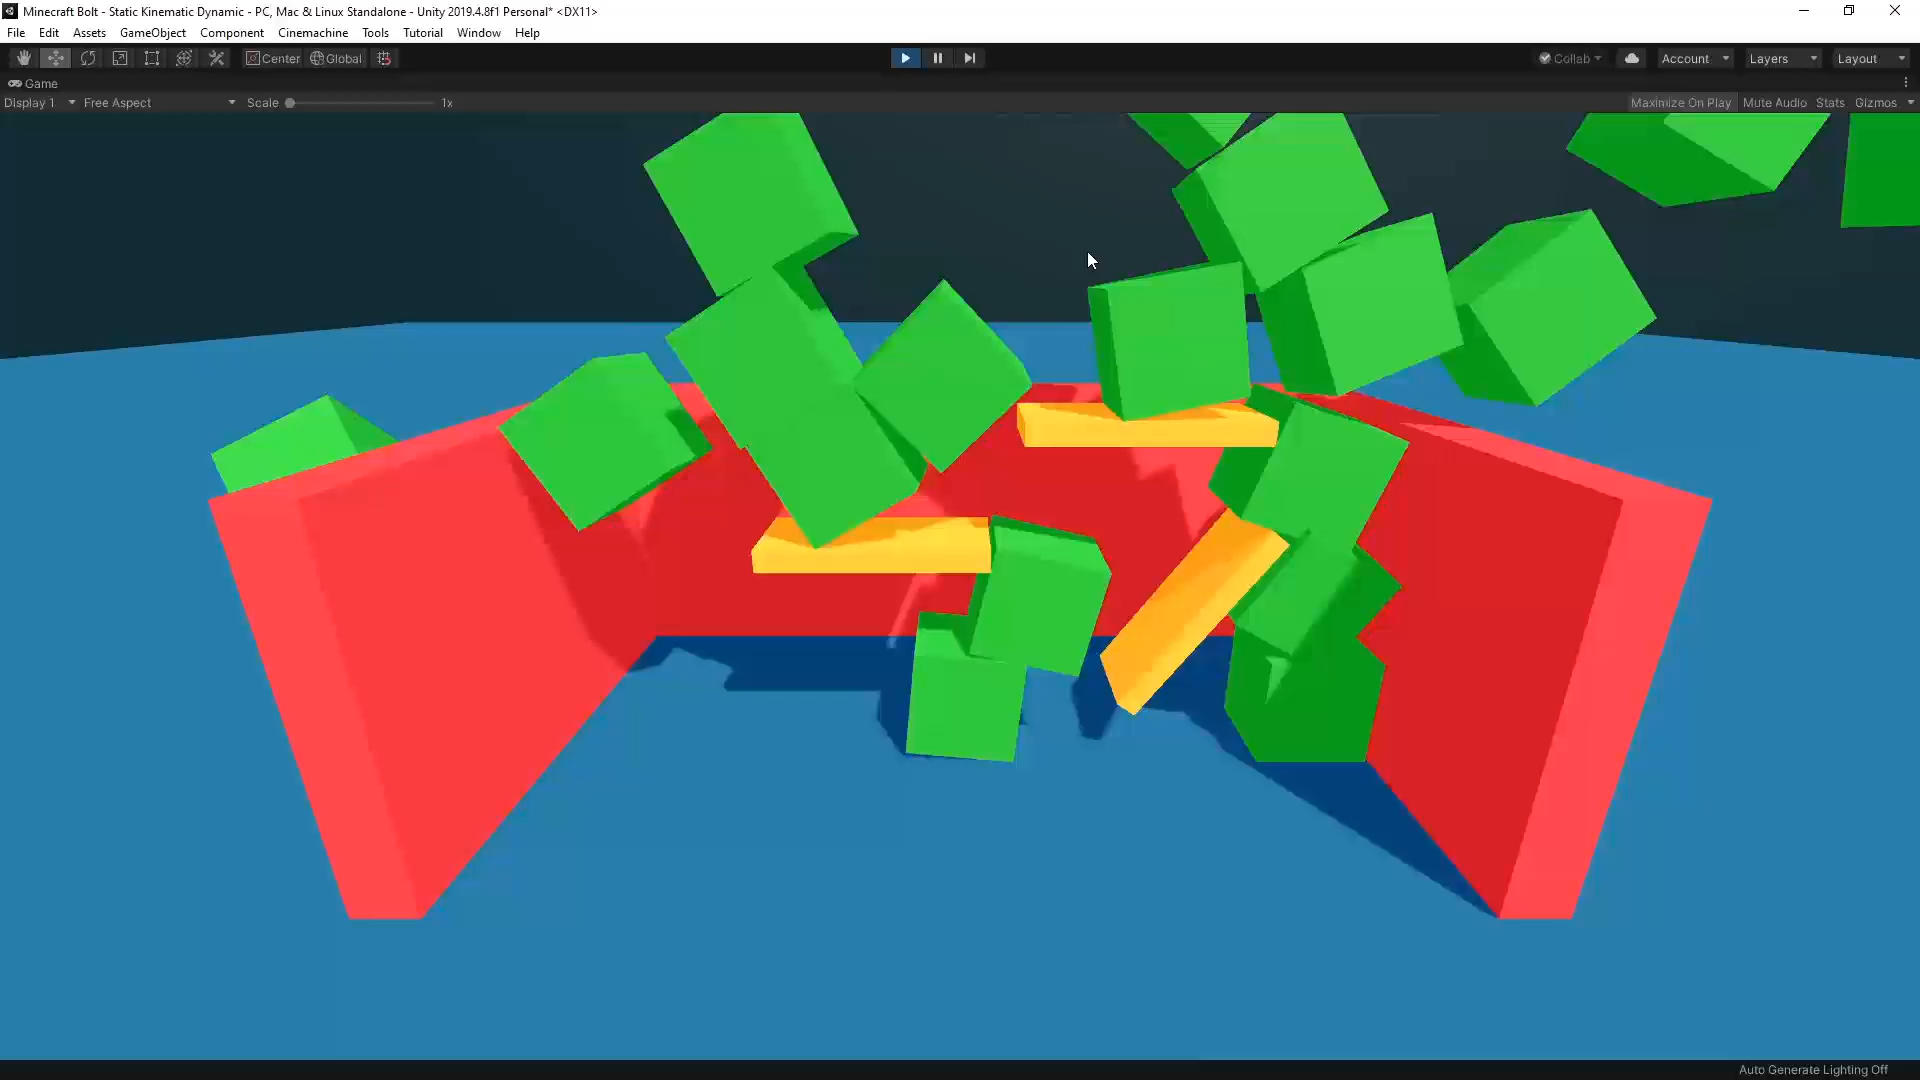 Minecraft Bolt - Static Kinematic Dynamic - PC, Mac & Linux Standalone - Unity 2019.4.8f1 Personal* <DX11>
File Edit Assets GameObject Component Cinemachine Tools Tutorial Window Help
Center Global Collab Account Layers Layout
Game
Display 1 Free Aspect Scale 1x Maximize On Play Mute Audio Stats Gizmos
Auto Generate Lighting Off